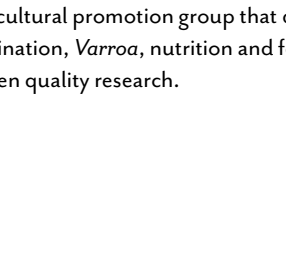 cultural promotion group that
ination, Varroa, nutrition and
en quality research.